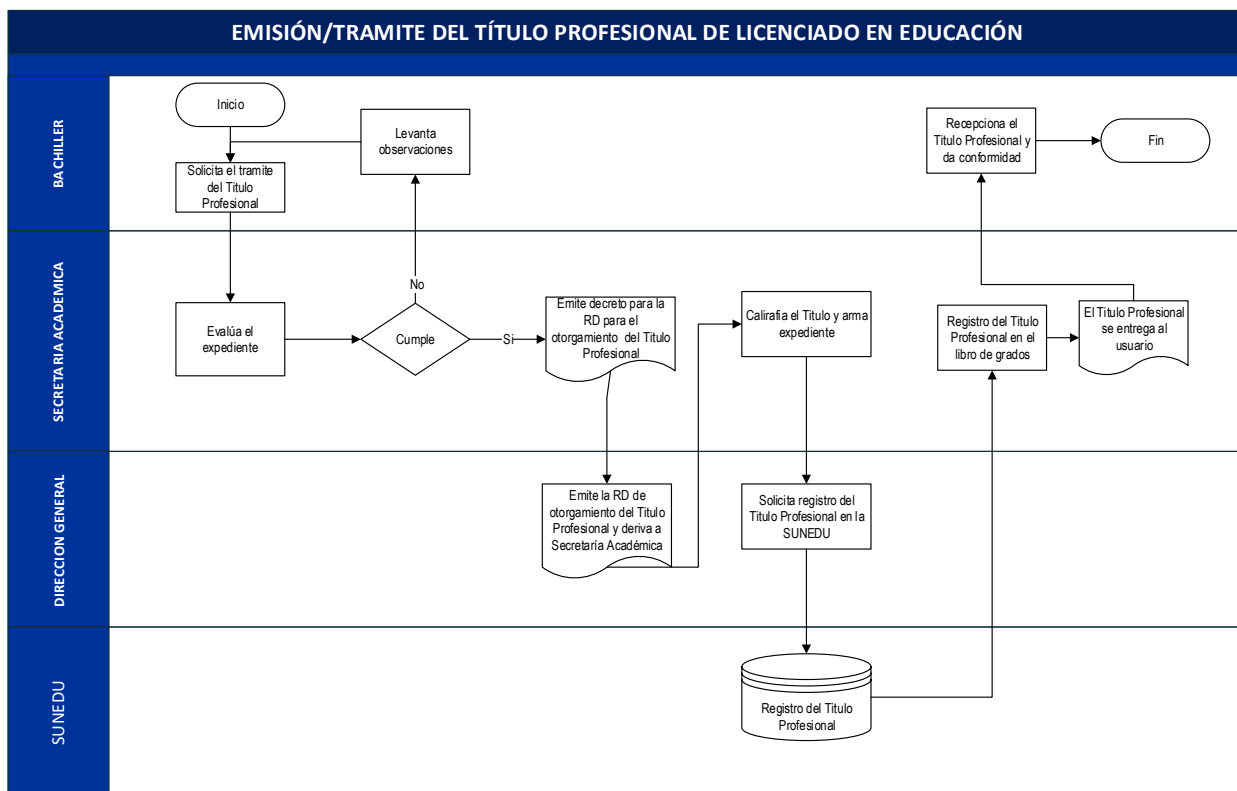 EMISIÓN/TRAMITE DEL TÍTULO PROFESIONAL DE LICENCIADO EN EDUCACIÓN
BACHILLER
Inicio
Solicita el tramite
del Titulo
Profesional
Levanta
observaciones
Recepciona el
Titulo Profesional y
da conformidad
Fin
SECRETARIA ACADEMICA
Evalúa el
expediente
No
Cumple
Si
Emite decreto para la
RD para el
otorgamiento del Titulo
Profesional
Calirafia el Titulo y arma
expediente
Registro del Titulo
Profesional en el
libro de grados
El Titulo Profesional
se entrega al
usuario
DIRECCION GENERAL
Emite la RD de
otorgamiento del Titulo
Profesional y deriva a
Secretaría Académica
Solicita registro del
Titulo Profesional en la
SUNEDU
SUNEDU
Registro del Titulo
Profesional